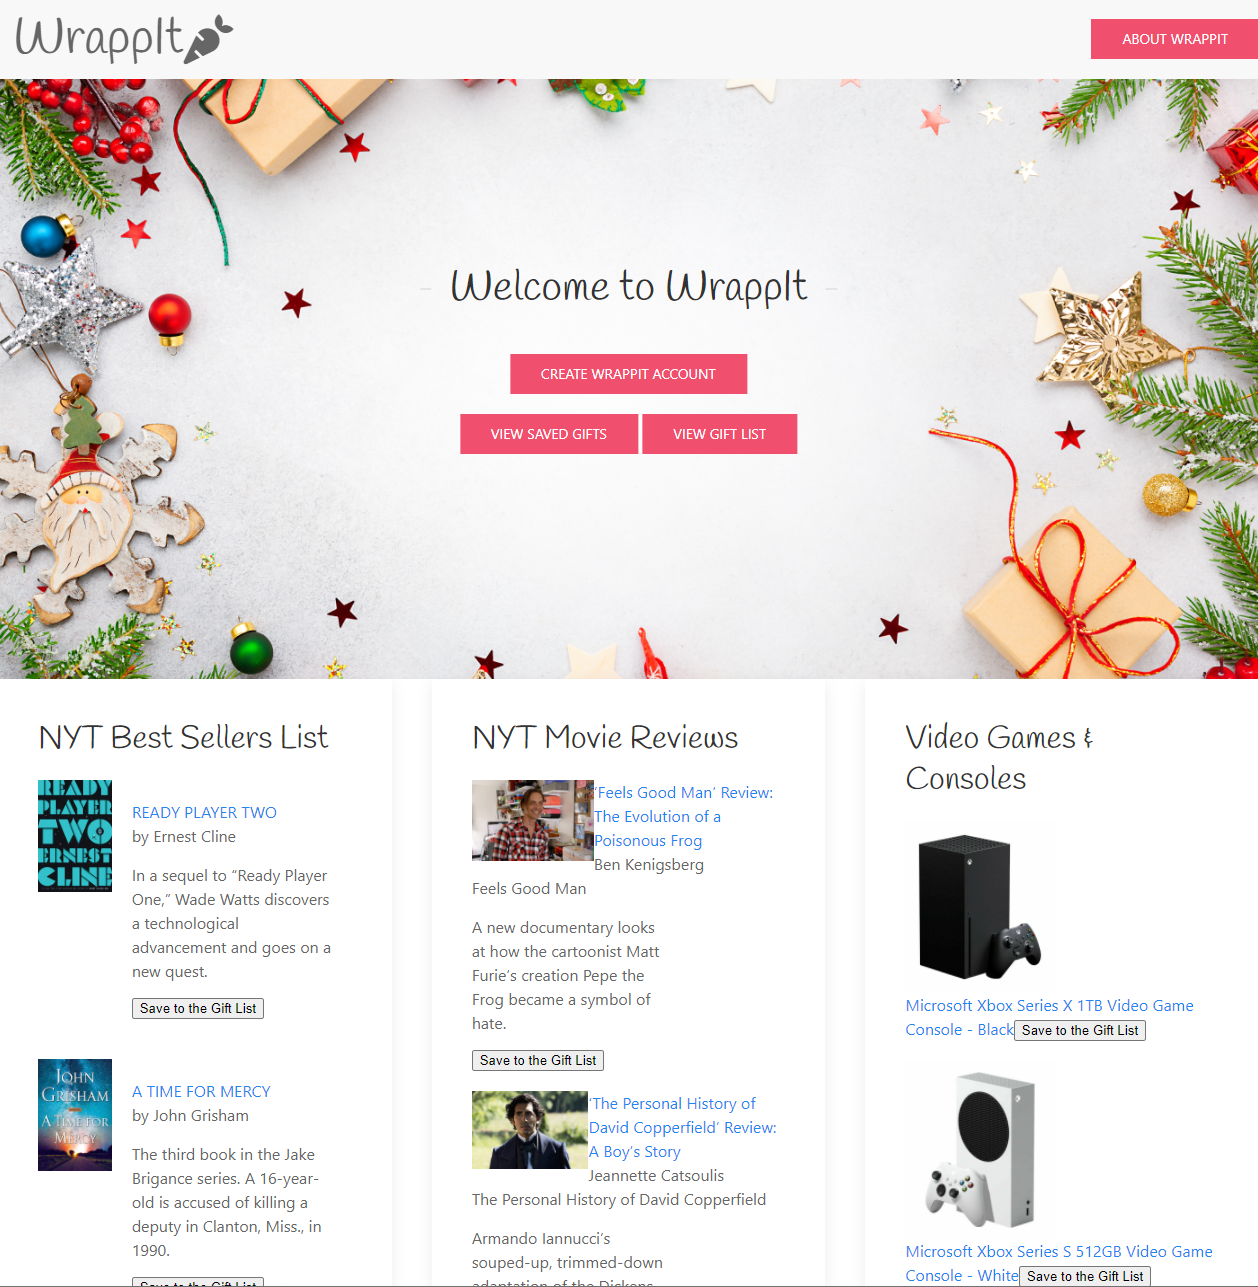 WrappIt
ABOUT WRAPPIT
Welcome to WrappIt
CREATE WRAPPIT ACCOUNT
VIEW SAVED GIFTS
VIEW GIFT LIST
NYT Best Sellers List
READY
PLAYER
TWO
ERNEST
CLINE
READY PLAYER TWO
by Ernest Cline
In a sequel to “Ready Player
One,” Wade Watts discovers
a technological
advancement and goes on a
new quest.
Save to the Gift List
JOHN
GRISHAM
A TIME FOR
MERCY
A TIME FOR MERCY
by John Grisham
The third book in the Jake
Brigance series. A 16-year-
old is accused of killing a
deputy in Clanton, Miss., in
1990.
Save to the Gift List
NYT Movie Reviews
‘Feels Good Man’ Review:
The Evolution of a
Poisonous Frog
Ben Kenigsberg
Feels Good Man
A new documentary looks
at how the cartoonist Matt
Furie’s creation Pepe the
Frog became a symbol of
hate.
Save to the Gift List
‘The Personal History of
David Copperfield’ Review:
A Boy’s Story
Jeannette Catsoulis
The Personal History of David Copperfield
Armando Iannucci’s
souped-up, trimmed-down
adaptation of the Dickens
Video Games &
Consoles
Microsoft Xbox Series X 1TB Video Game
Console - Black
Save to the Gift List
Microsoft Xbox Series S 512GB Video Game
Console - White
Save to the Gift List